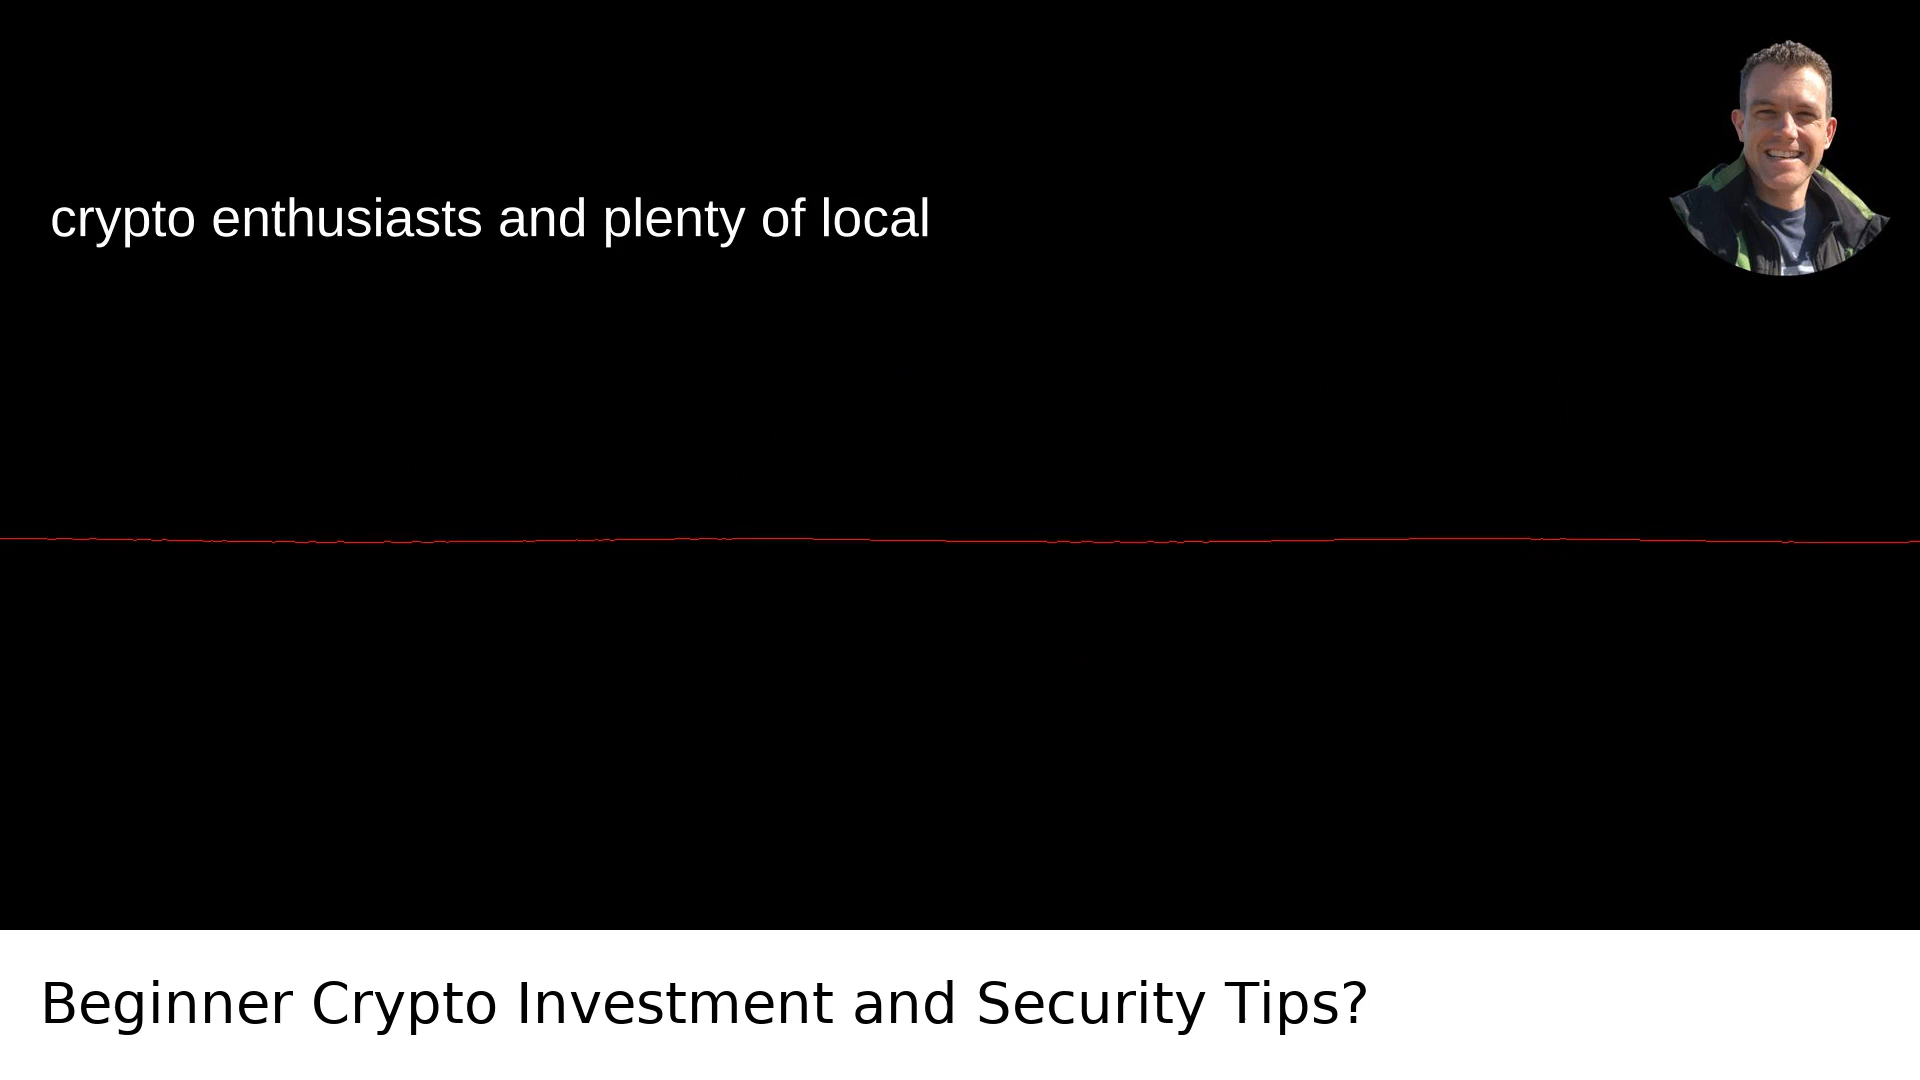 crypto enthusiasts and plenty of local
Beginner Crypto Investment and Security Tips?